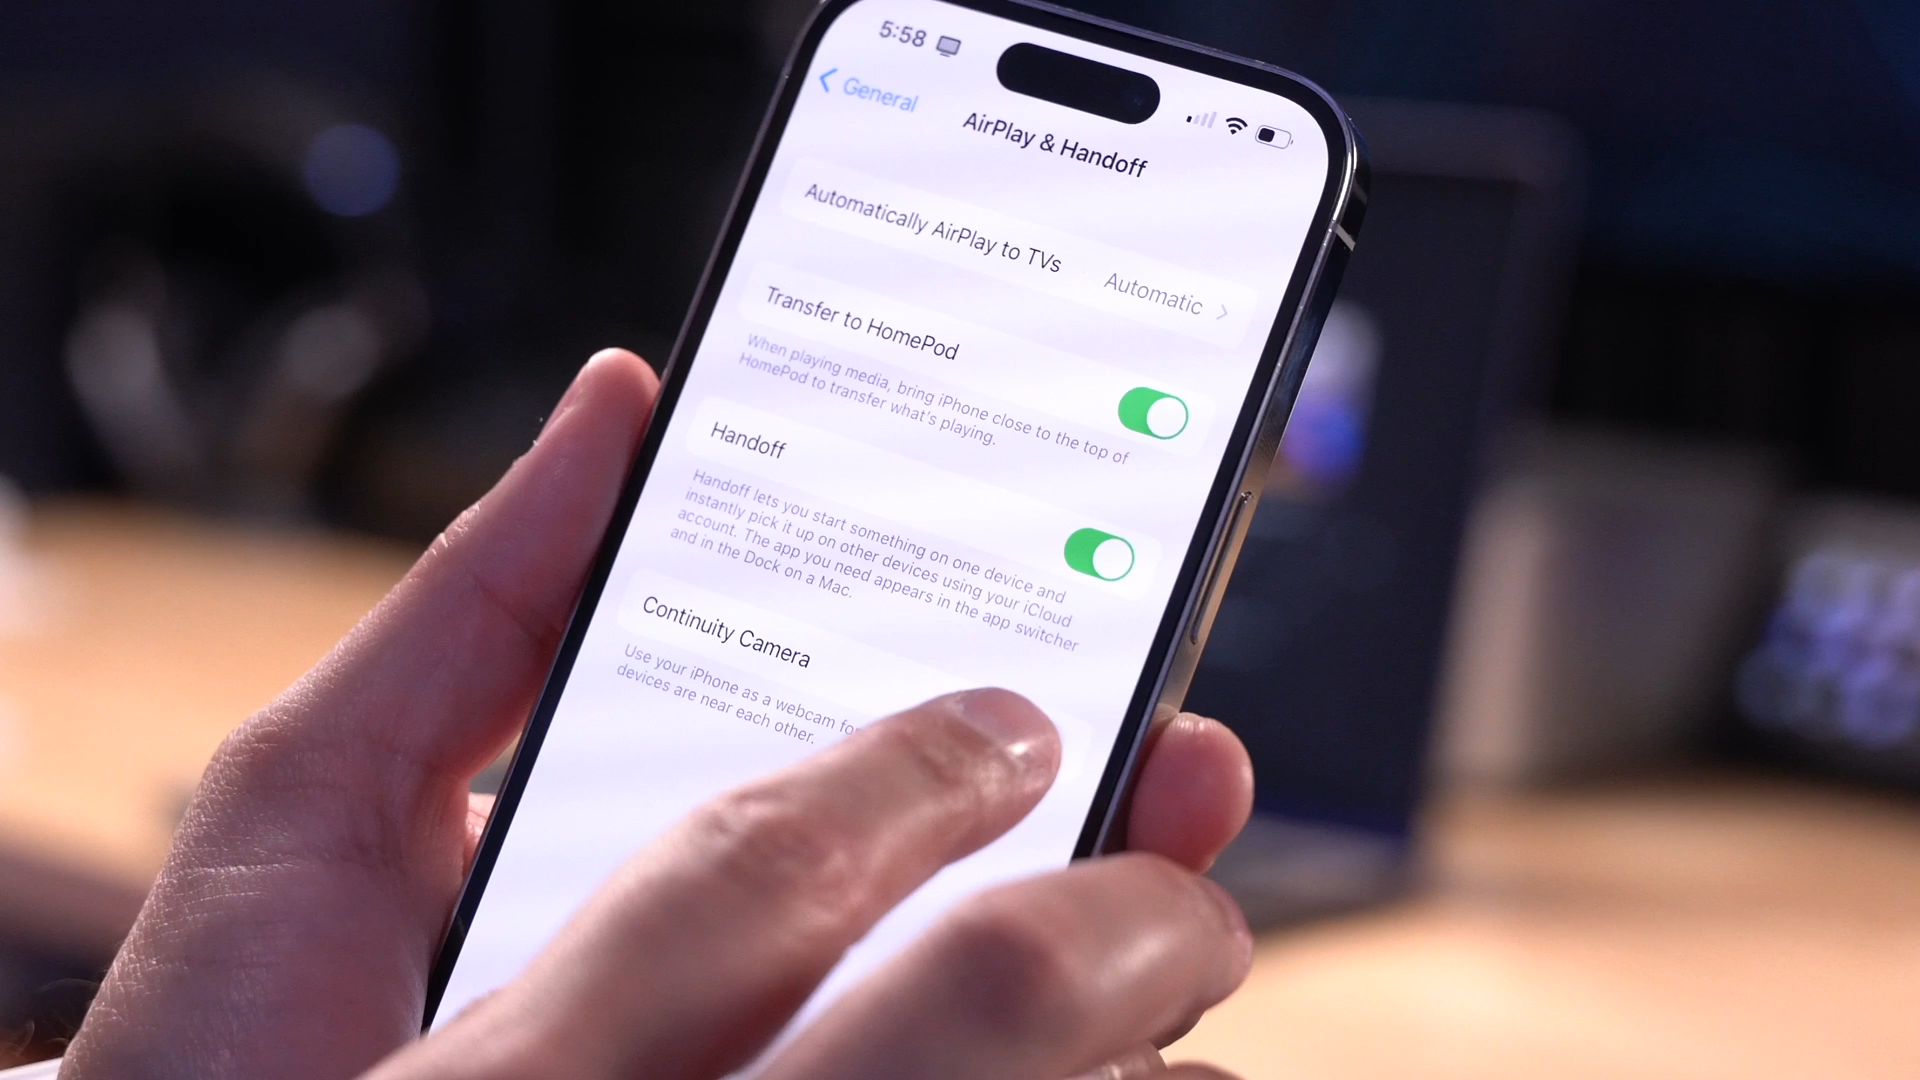 5:58
General
AirPlay & Handoff
Automatically AirPlay to TVs
Automatic
Transfer to HomePod
When playing media, bring iPhone close to the top of
HomePod to transfer what's playing.
Handoff
Handoff lets you start something on one device and
instantly pick it up on other devices using your iCloud
account. The app you need appears in the app switcher
and in the Dock on a Mac.
Continuity Camera
Use your iPhone as a webcam for
devices are near each other.